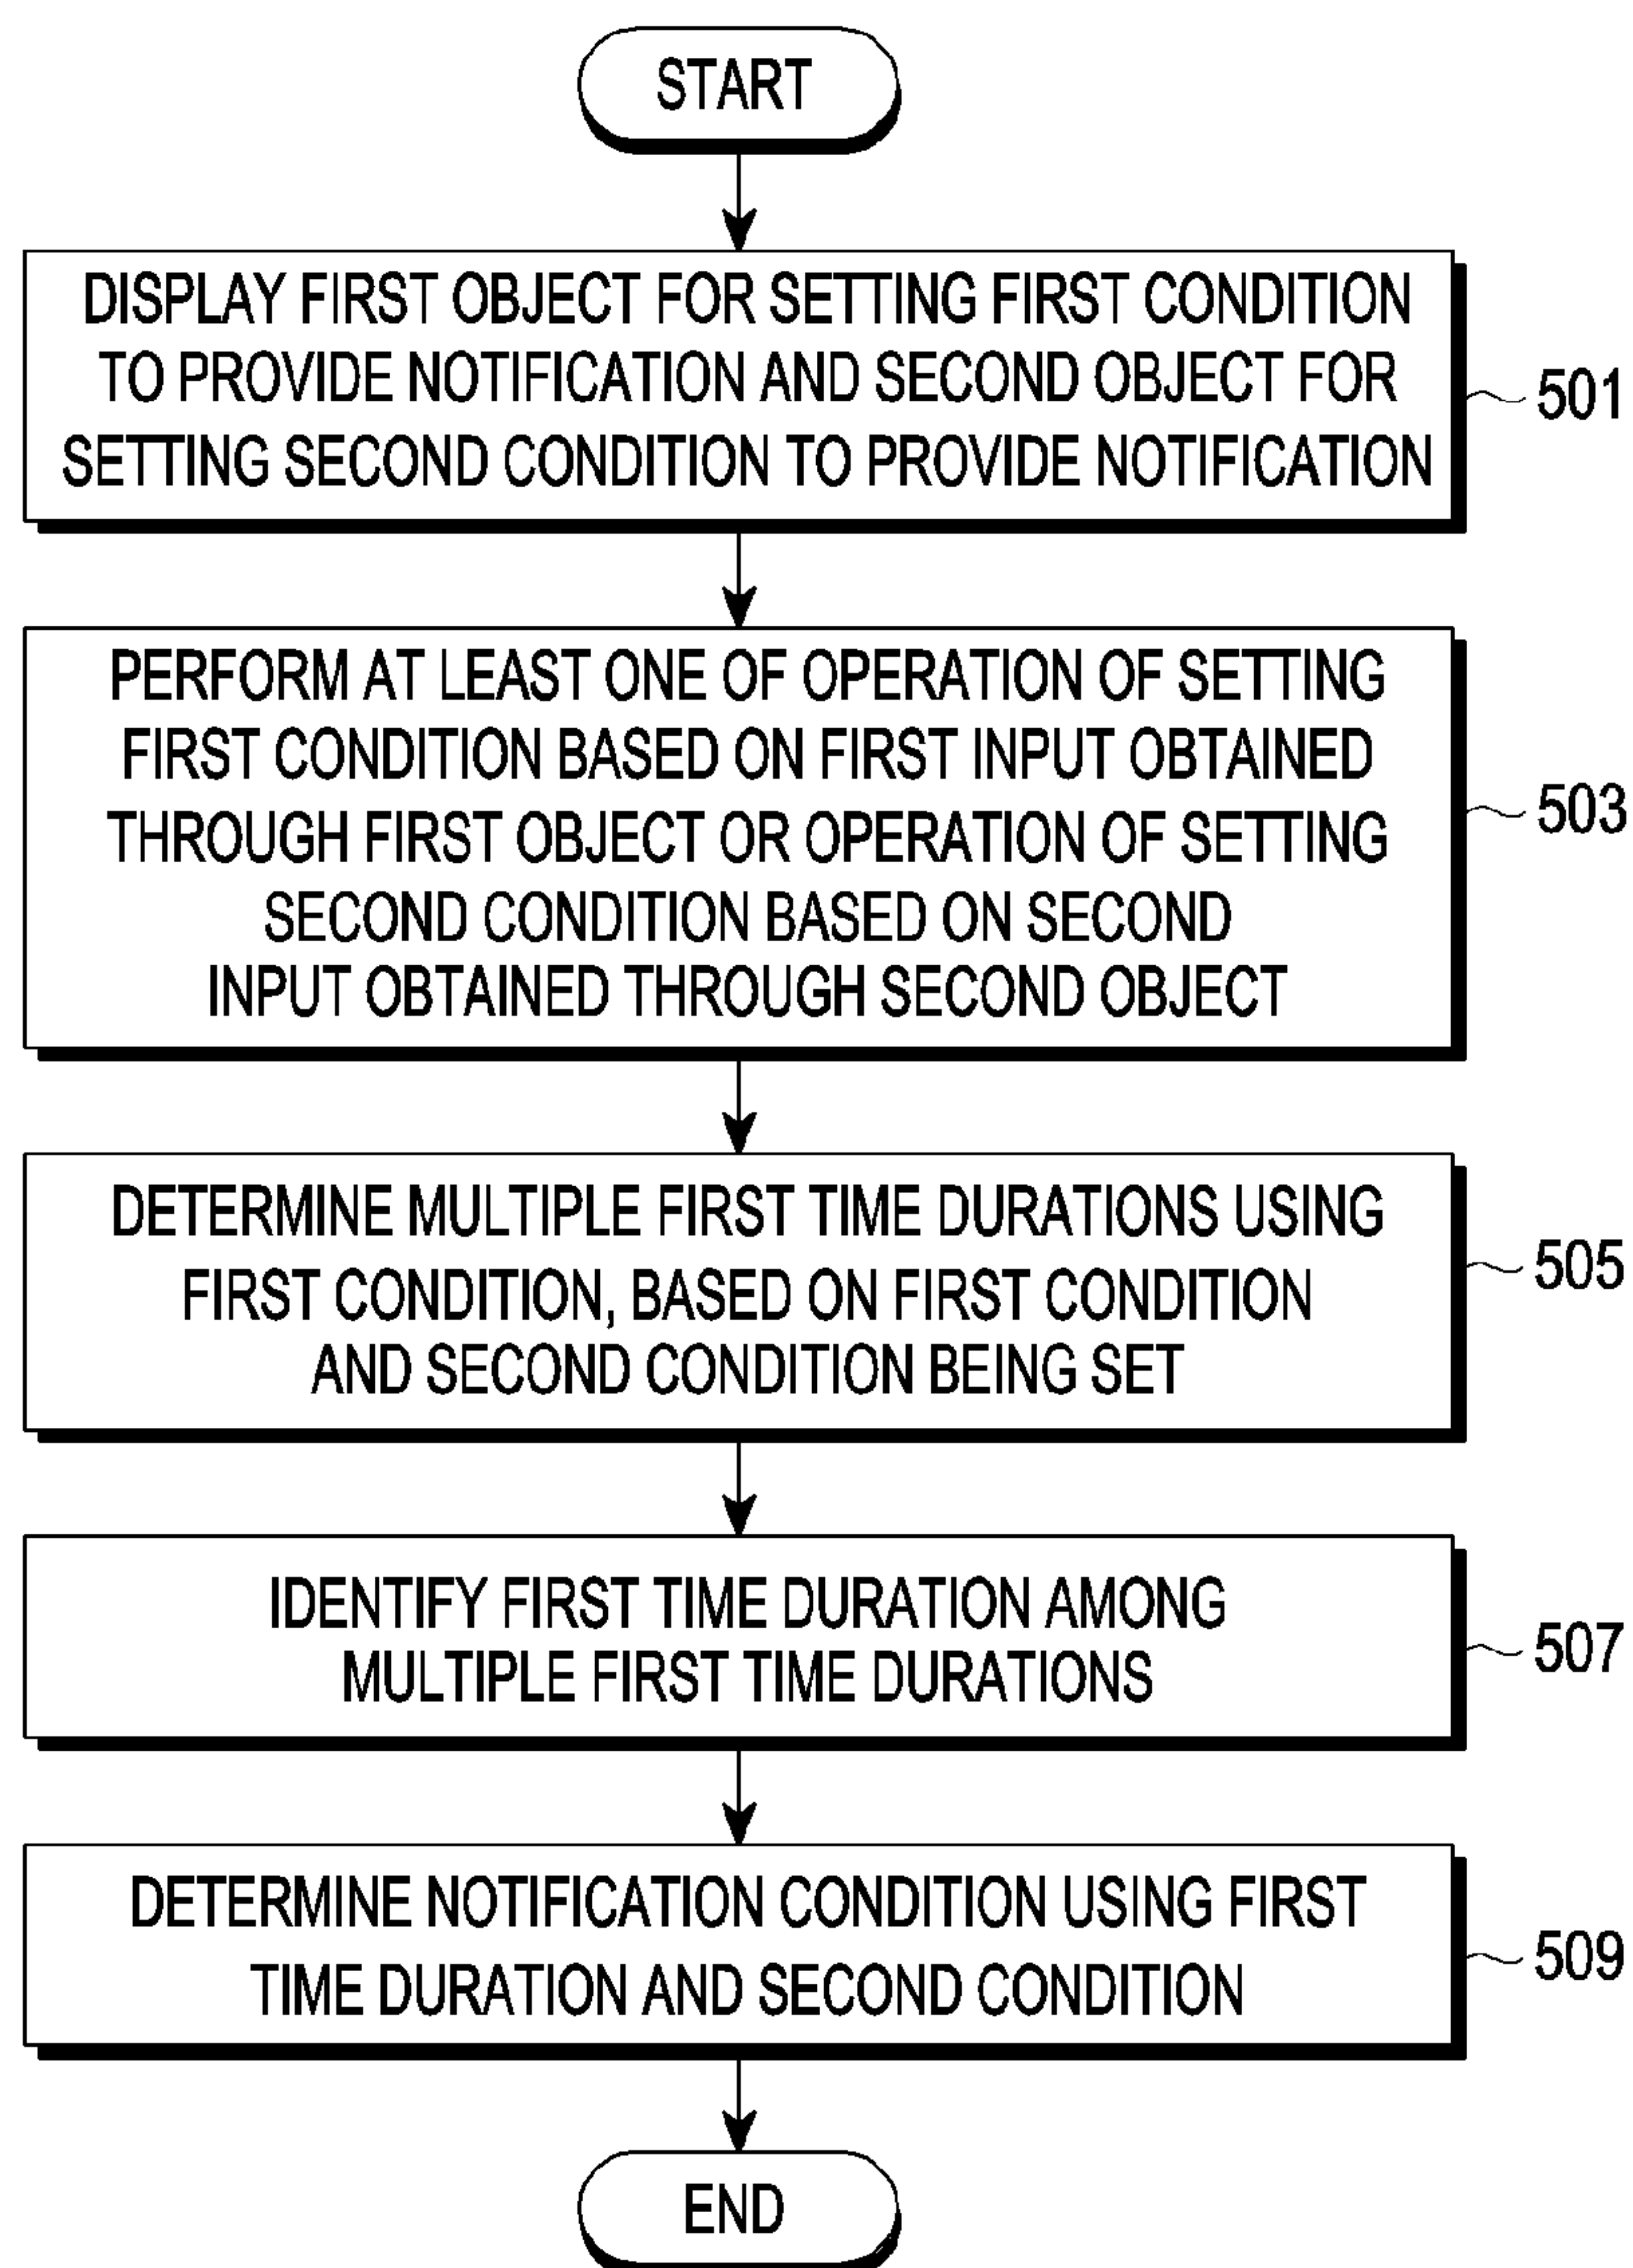 START
DISPLAY FIRST OBJECT FOR SETTING FIRST CONDITION
TO PROVIDE NOTIFICATION AND SECOND OBJECT FOR
SETTING SECOND CONDITION TO PROVIDE NOTIFICATION
501
PERFORM AT LEAST ONE OF OPERATION OF SETTING
FIRST CONDITION BASED ON FIRST INPUT OBTAINED
THROUGH FIRST OBJECT OR OPERATION OF SETTING
SECOND CONDITION BASED ON SECOND
INPUT OBTAINED THROUGH SECOND OBJECT
503
DETERMINE MULTIPLE FIRST TIME DURATIONS USING
FIRST CONDITION, BASED ON FIRST CONDITION
AND SECOND CONDITION BEING SET
505
IDENTIFY FIRST TIME DURATION AMONG
MULTIPLE FIRST TIME DURATIONS
507
DETERMINE NOTIFICATION CONDITION USING FIRST
TIME DURATION AND SECOND CONDITION
509
END